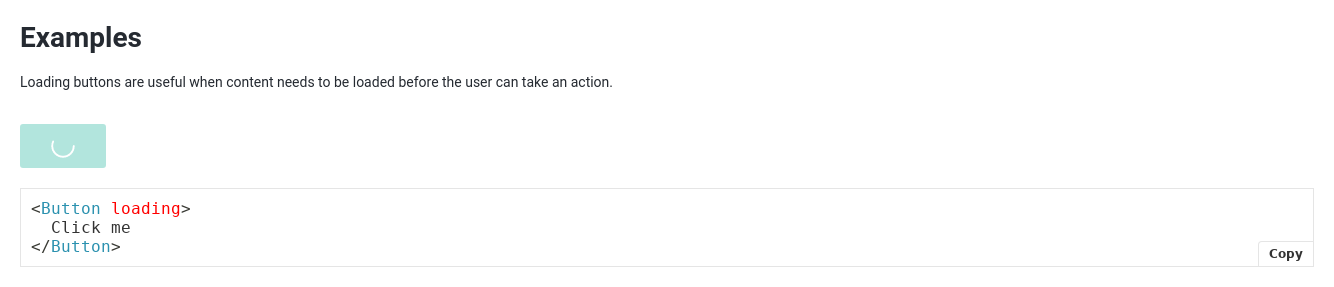 Examples
Loading buttons are useful when content needs to be loaded before the user can take an action.
<Button loading>
  Click me
</Button>
Copy